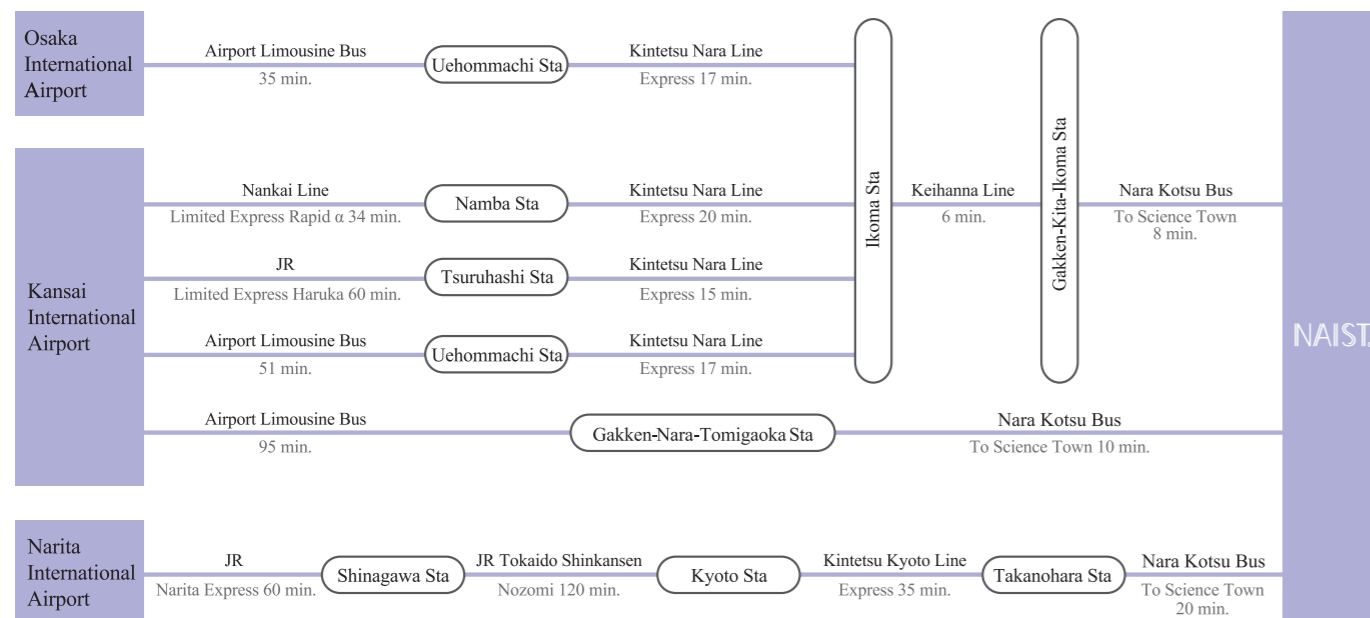 Osaka
International
Airport
Airport Limousine Bus
35 min.
Uehommachi Sta
Kintetsu Nara Line
Express 17 min.
Kansai
International
Airport
Nankai Line
Limited Express Rapid α 34 min.
Namba Sta
Kintetsu Nara Line
Express 20 min.
JR
Limited Express Haruka 60 min.
Tsuruhashi Sta
Kintetsu Nara Line
Express 15 min.
Airport Limousine Bus
51 min.
Uehommachi Sta
Kintetsu Nara Line
Express 17 min.
Ikoma Sta
Keihanna Line
6 min.
Gakken-Kita-Ikoma Sta
Nara Kotsu Bus
To Science Town
8 min.
Airport Limousine Bus
95 min.
Gakken-Nara-Tomigaoka Sta
Nara Kotsu Bus
To Science Town 10 min.
NAIST
Narita
International
Airport
JR
Narita Express 60 min.
Shinagawa Sta
JR Tokaido Shinkansen
Nozomi 120 min.
Kyoto Sta
Kintetsu Kyoto Line
Express 35 min.
Takanohara Sta
Nara Kotsu Bus
To Science Town
20 min.